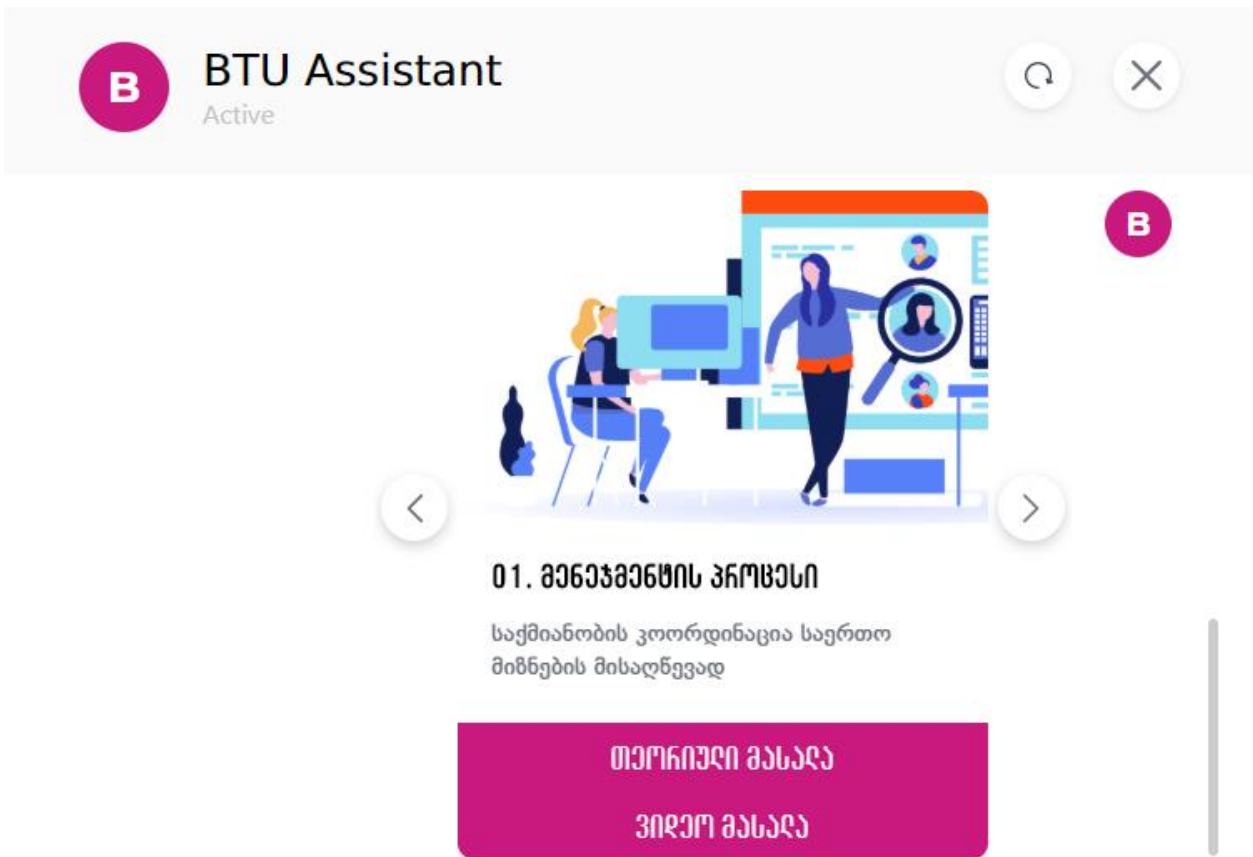 B
BTU Assistant
Active
B
01. მენეჯმენტის პროცესი
საქმიანობის კოორდინაცია საერთო
მიზნების მისაღწევად
თეორიული მასალა
ვიდეო მასალა